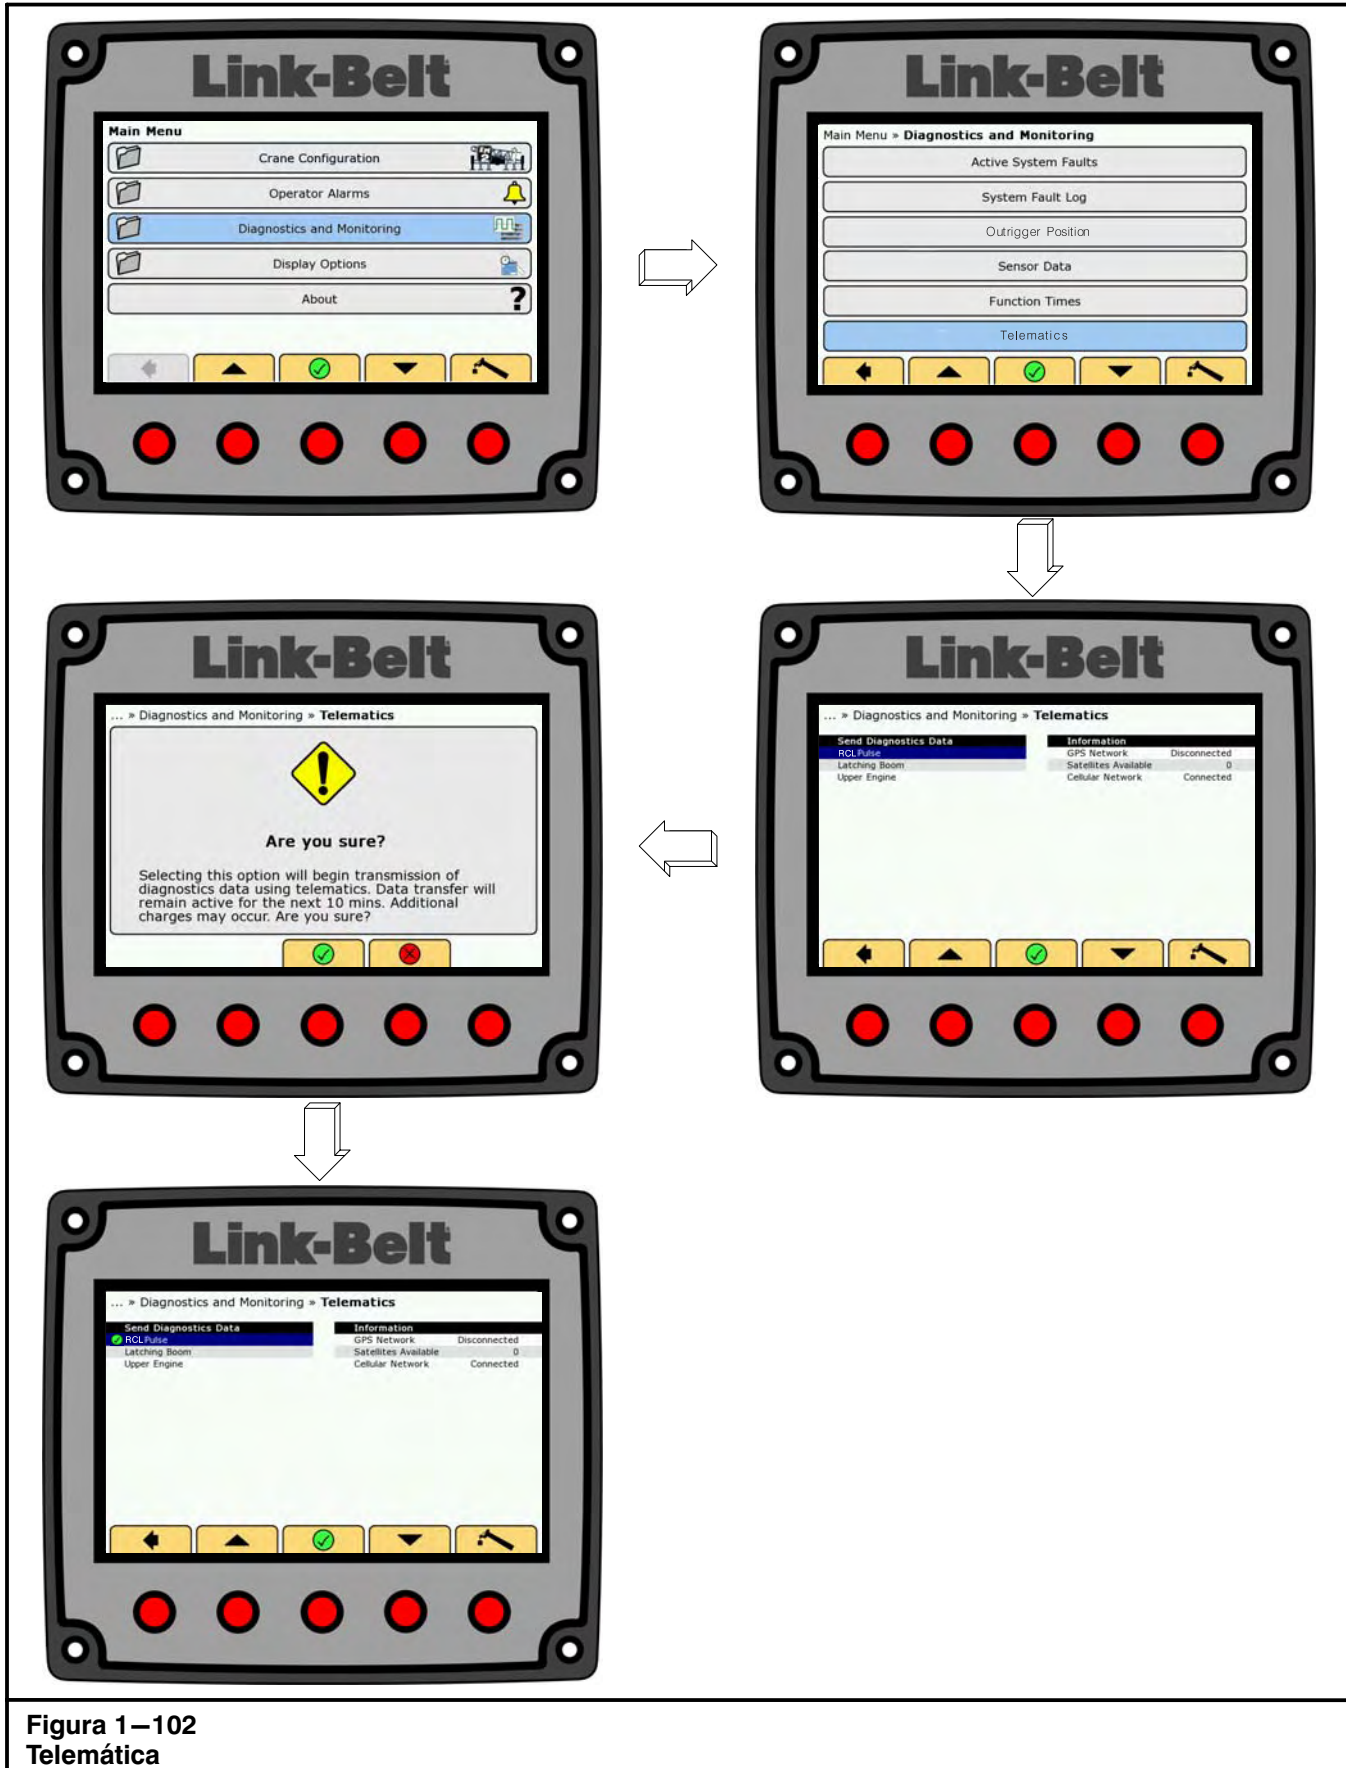 Link-Belt
Main Menu
Crane Configuration
Operator Alarms
Diagnostics and Monitoring
Display Options
About
?
Link-Belt
Main Menu » Diagnostics and Monitoring
Active System Faults
System Fault Log
Outrigger Position
Sensor Data
Function Times
Telematics
Link-Belt
... » Diagnostics and Monitoring » Telematics
Send Diagnostics Data
RCL Pulse
Latching Boom
Upper Engine
Information
GPS Network Disconnected
Satellites Available 0
Cellular Network Connected
Link-Belt
... » Diagnostics and Monitoring » Telematics
!
Are you sure?
Selecting this option will begin transmission of
diagnostics data using telematics. Data transfer will
remain active for the next 10 mins. Additional
charges may occur. Are you sure?
Link-Belt
... » Diagnostics and Monitoring » Telematics
Send Diagnostics Data
RCL Pulse
Latching Boom
Upper Engine
Information
GPS Network Disconnected
Satellites Available 0
Cellular Network Connected
Figura 1–102
Telemática